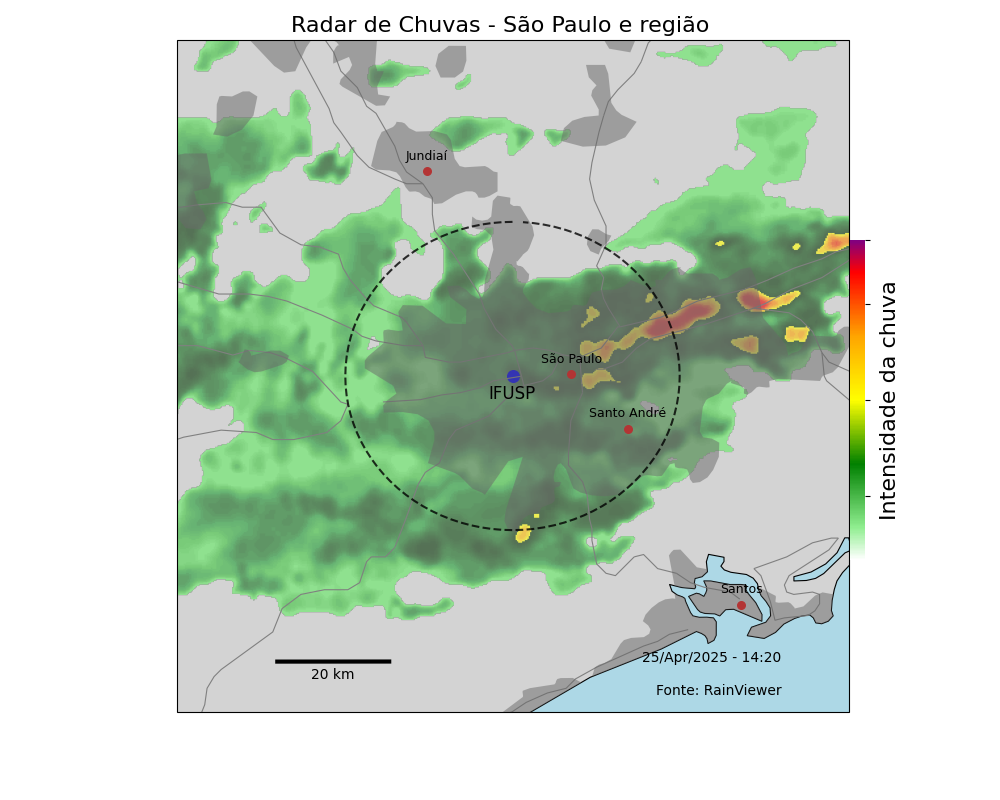 Radar de Chuvas - São Paulo e região
Jundiaí
São Paulo
IFUSP
Santo André
Intensidade da chuva
Santos
25/Apr/2025 - 14:20
20 km
Fonte: RainViewer